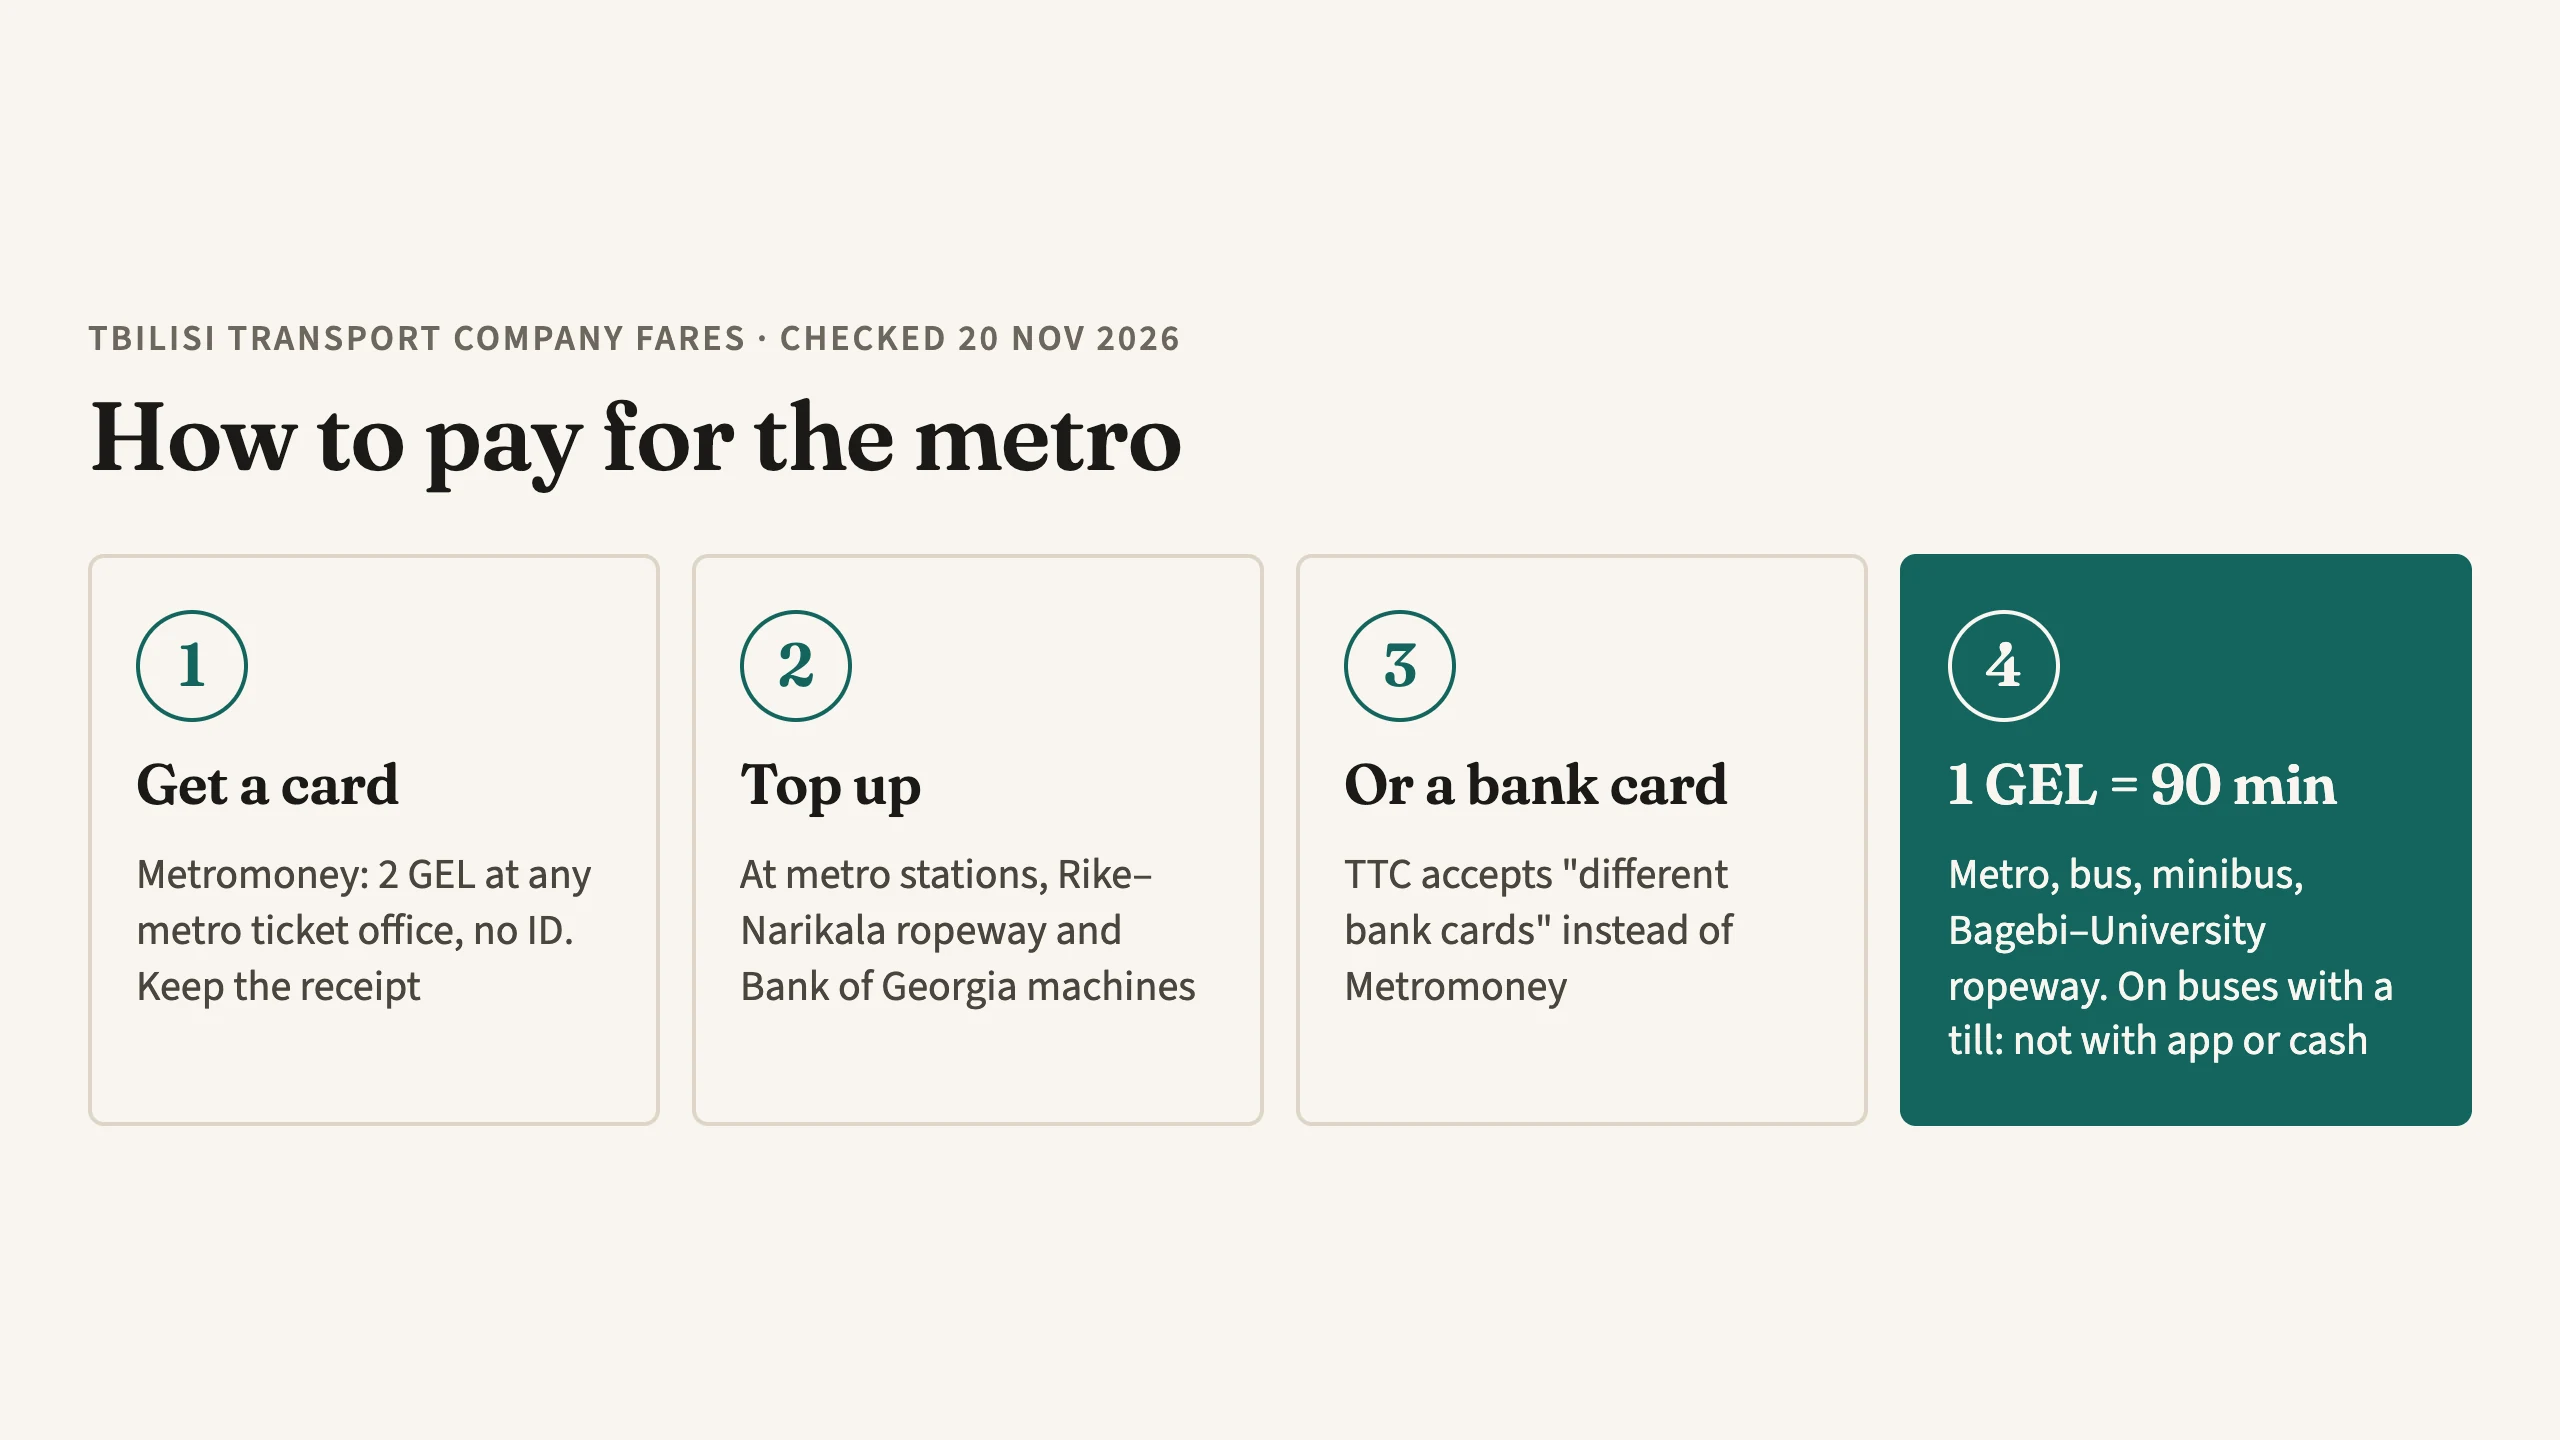 TBILISI TRANSPORT COMPANY FARES · CHECKED 20 NOV 2026
How to pay for the metro
1
Get a card
Metromoney: 2 GEL at any
metro ticket office, no ID.
Keep the receipt
2
Top up
At metro stations, Rike–
Narikala ropeway and
Bank of Georgia machines
3
Or a bank card
TTC accepts "different
bank cards" instead of
Metromoney
4
1 GEL = 90 min
Metro, bus, minibus,
Bagebi–University
ropeway. On buses with a
till: not with app or cash